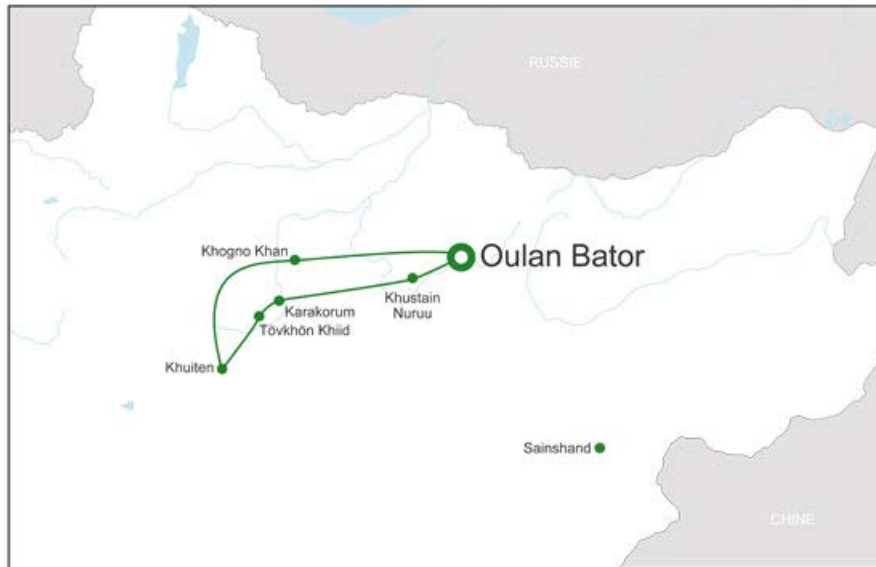 RUSSIE
Khogno Khan
Oulan Bator
Khustain
Nuruu
Karakorum
Tövkhön Khiid
Khuiten
Sainshand
CHINE